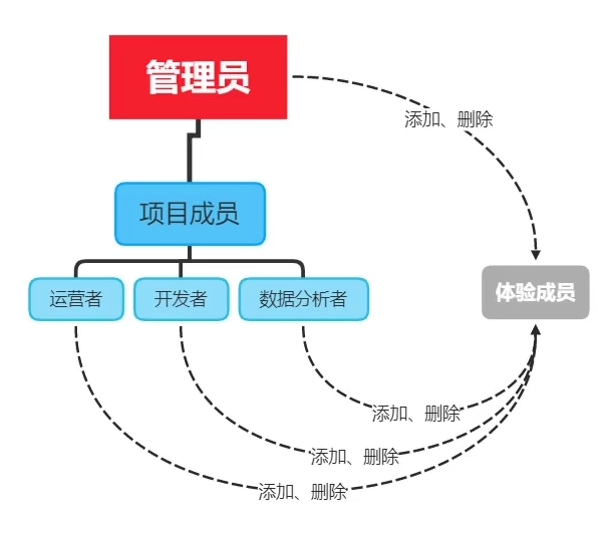 管理员
添加、删除
项目成员
体验成员
运营者
开发者
数据分析者
添加、删除
添加、删除
添加、删除